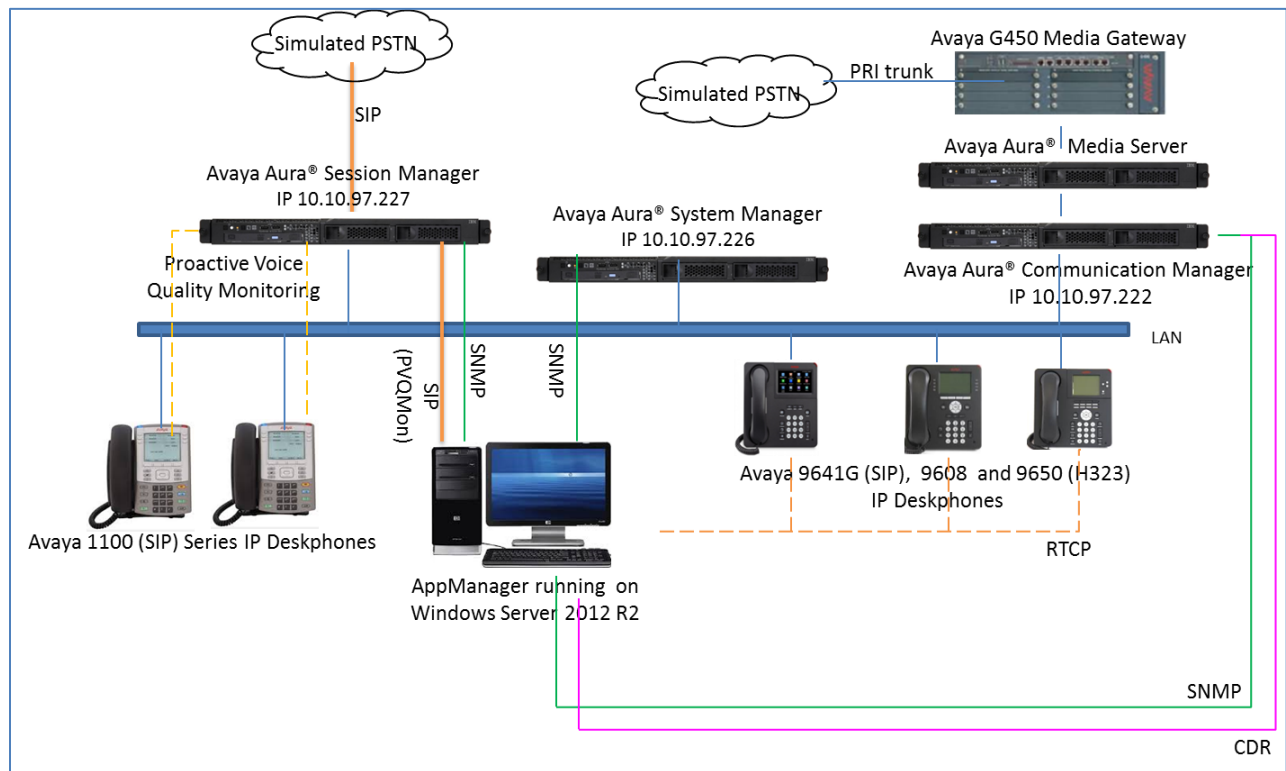 Simulated PSTN
SIP
Avaya G450 Media Gateway
PRI trunk
Simulated PSTN
Avaya Aura® Media Server
Avaya Aura® Session Manager
IP 10.10.97.227
Avaya Aura® System Manager
IP 10.10.97.226
Avaya Aura® Communication Manager
IP 10.10.97.222
Proactive Voice
Quality Monitoring
LAN
SIP
(PVQMon)
SNMP
SNMP
Avaya 1100 (SIP) Series IP Deskphones
Avaya 9641G (SIP), 9608 and 9650 (H323)
IP Deskphones
RTCP
AppManager running on
Windows Server 2012 R2
SNMP
CDR